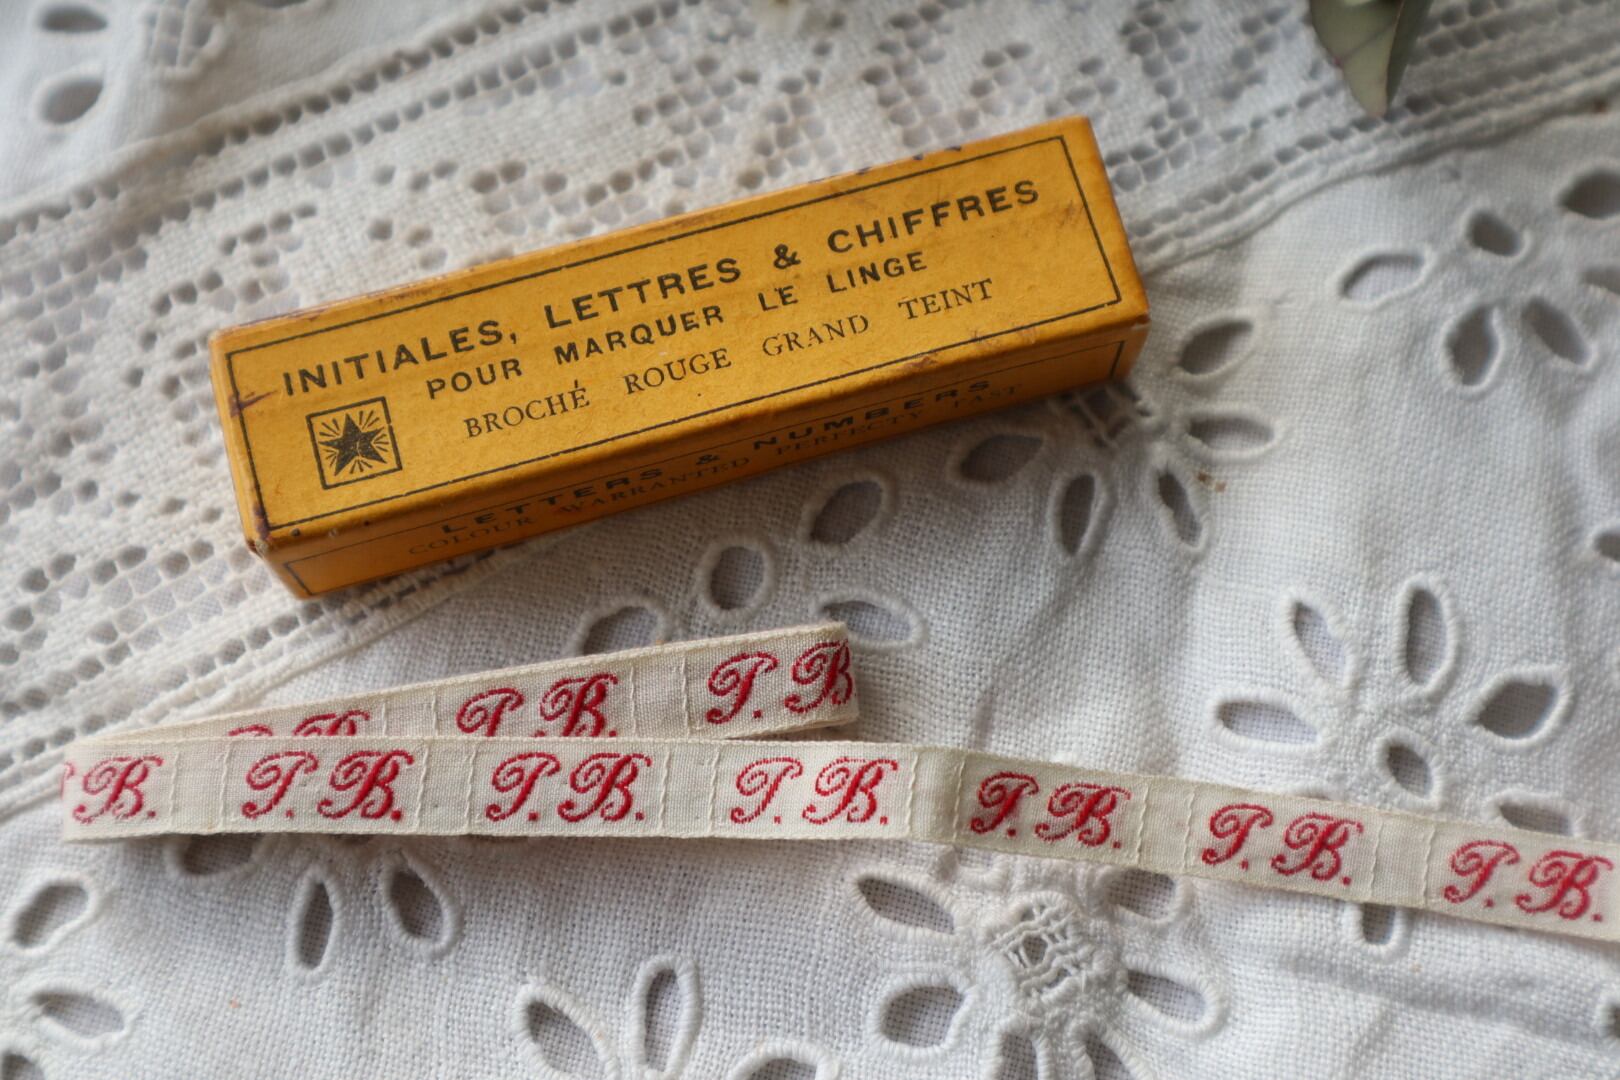 INITIALES, LETTRES & CHIFFRES
POUR MARQUER LE LINGE
BROCHÉ ROUGE GRAND TEINT
LETTERS & NUMBERS
COLOUR WARRANTED PERFECTY FAST
P. B. P. B. P. B.
P. B. P. B. P. B. P. B. P. B. P. B. P. B.